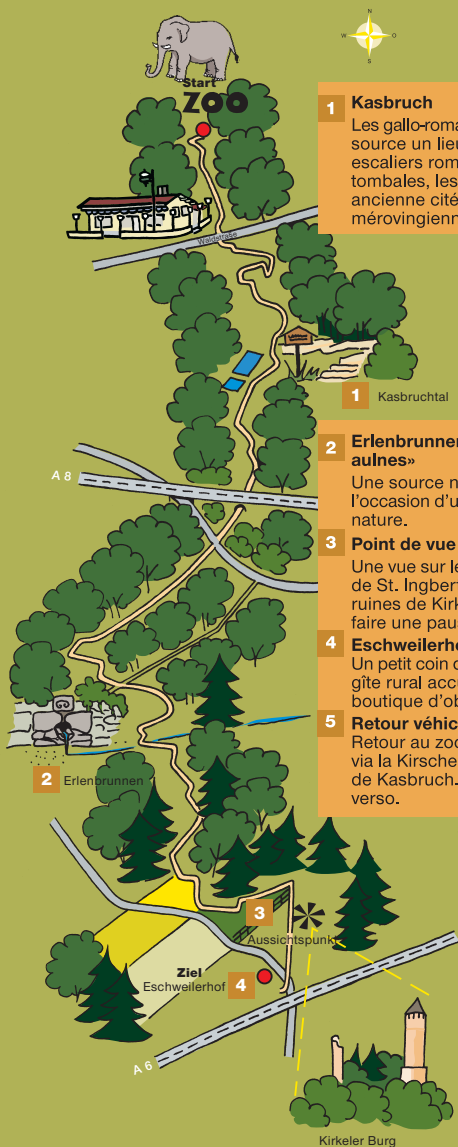 N
W O
S
Start
ZOO
Waldstraße
1 Kasbruch
Les gallo-roma
source un lieu
escaliers rom
tombales, les
ancienne cité
mérovingienn
1 Kasbruchtal
A 8
2 Erlenbrunnen
aulnes»
Une source n
l'occasion d'u
nature.
3 Point de vue
Une vue sur le
de St. Ingbert
ruines de Kirk
faire une pau
4 Eschweilerho
Un petit coin d
gîte rural accu
boutique d'ob
5 Retour véhic
Retour au zoo
via la Kirsche
de Kasbruch.
verso.
2 Erlenbrunnen
3
Aussichtspunkt
Ziel
Eschweilerhof 4
A 6
Kirkeler Burg